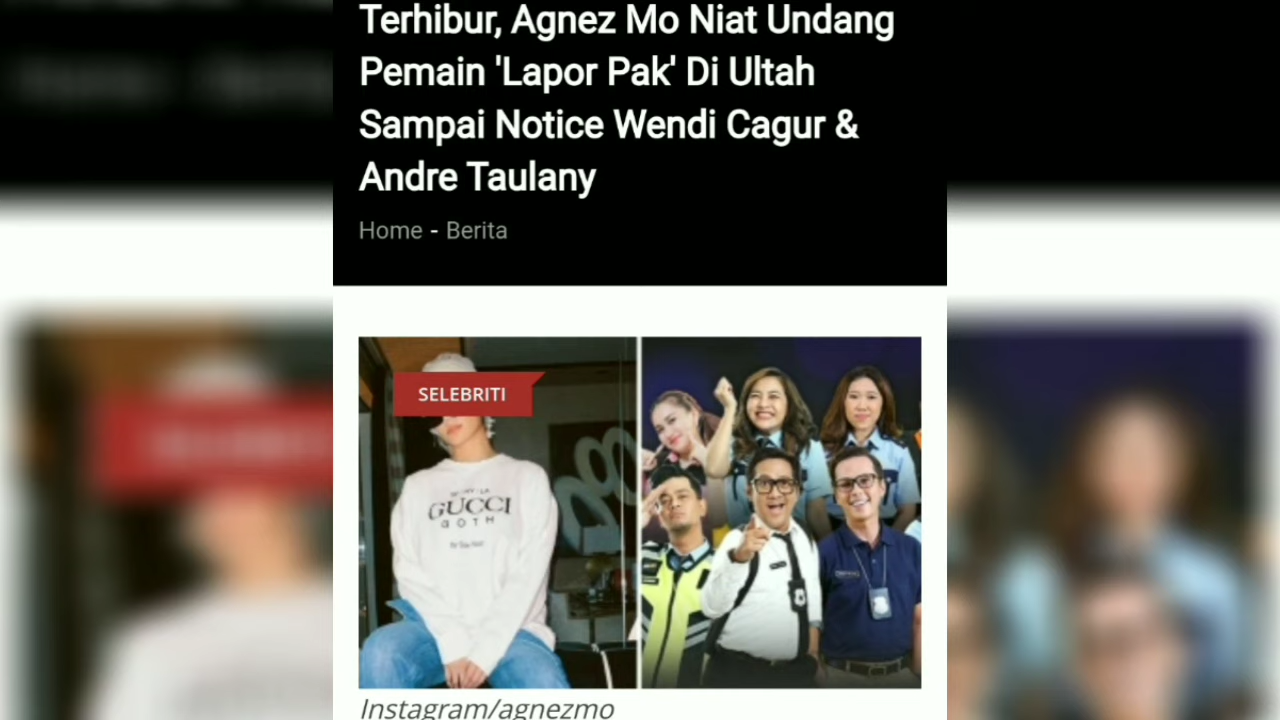 Terhibur, Agnez Mo Niat Undang
Pemain 'Lapor Pak' Di Ultah
Sampai Notice Wendi Cagur &
Andre Taulany
Home - Berita
SELEBRITI
GUCCI
GOTH
Instagram/agnezmo